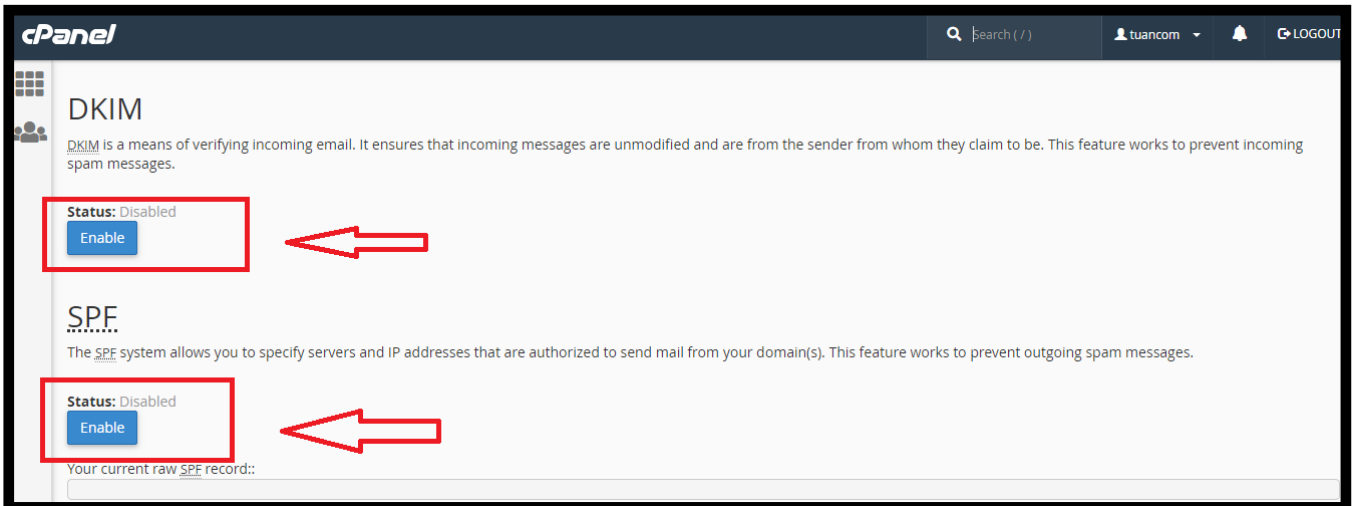 cPanel
Search ( / )
tuancom
LOGOUT
DKIM
DKIM is a means of verifying incoming email. It ensures that incoming messages are unmodified and are from the sender from whom they claim to be. This feature works to prevent incoming
spam messages.
Status: Disabled
Enable
SPF
The SPF system allows you to specify servers and IP addresses that are authorized to send mail from your domain(s). This feature works to prevent outgoing spam messages.
Status: Disabled
Enable
Your current raw SPF record::